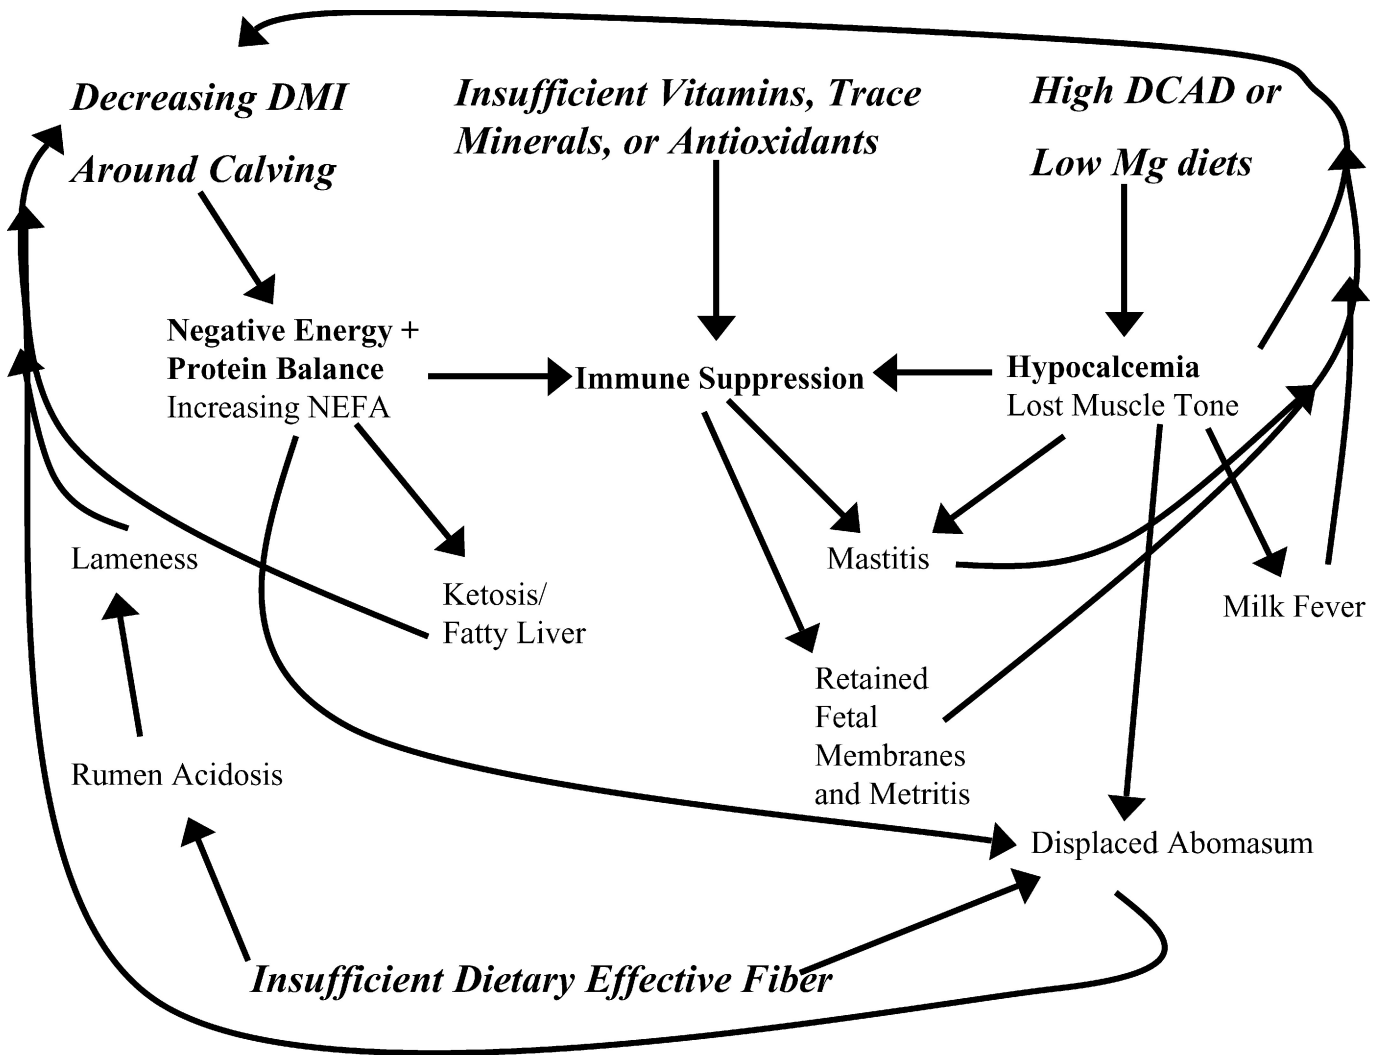 Decreasing DMI
Around Calving
Insufficient Vitamins, Trace
Minerals, or Antioxidants
High DCAD or
Low Mg diets
Negative Energy +
Protein Balance
Increasing NEFA
Immune Suppression
Hypocalcemia
Lost Muscle Tone
Lameness
Ketosis/
Fatty Liver
Mastitis
Milk Fever
Retained
Fetal
Membranes
and Metritis
Rumen Acidosis
Displaced Abomasum
Insufficient Dietary Effective Fiber